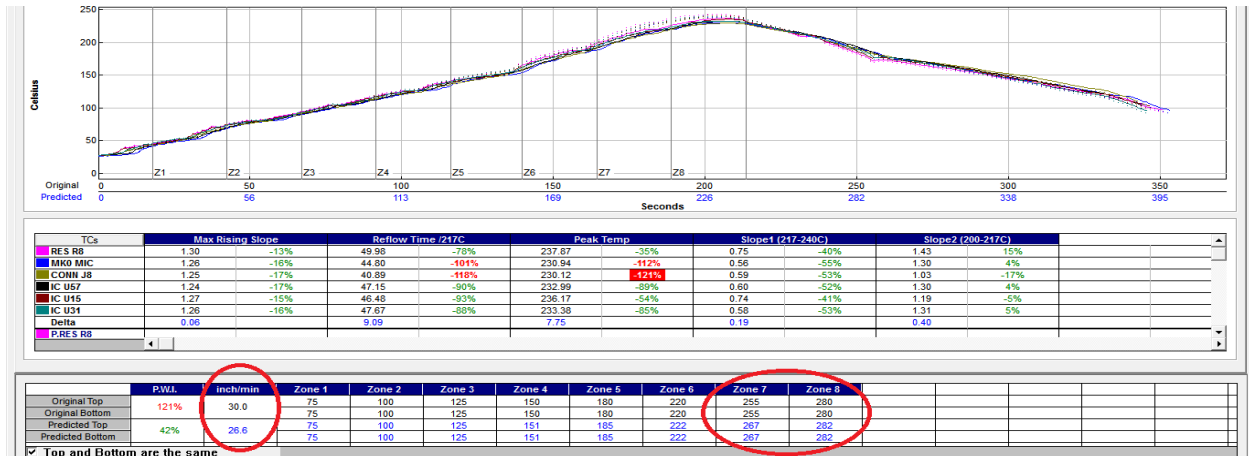 250
200
150
100
50
0
Celsius
Z1 Z2 Z3 Z4 Z5 Z6 Z7 Z8
Original 0 50 100 150 200 250 300 350
Predicted 0 56 113 169 226 282 338 395
Seconds
TCs Max Rising Slope Reflow Time /217C Peak Temp Slope1 (217-240C) Slope2 (200-217C)
RES R8 1.30 -13% 49.98 -78% 237.87 -35% 0.75 -40% 1.43 15%
MK0 MIC 1.26 -16% 44.80 -101% 230.94 -112% 0.56 -55% 1.30 4%
CONN J8 1.25 -17% 40.89 -118% 230.12 -121% 0.59 -53% 1.03 -17%
IC U57 1.24 -17% 47.15 -90% 232.99 -89% 0.60 -52% 1.30 4%
IC U15 1.27 -15% 46.48 -93% 236.17 -54% 0.74 -41% 1.19 -5%
IC U31 1.26 -16% 47.67 -88% 233.38 -85% 0.58 -53% 1.31 5%
Delta 0.06 9.09 7.75 0.19 0.40
P.RES R8
P.W.I. inch/min Zone 1 Zone 2 Zone 3 Zone 4 Zone 5 Zone 6 Zone 7 Zone 8
Original Top 121% 30.0 75 100 125 150 180 220 255 280
Original Bottom 75 100 125 150 180 220 255 280
Predicted Top 42% 26.6 75 100 125 151 185 222 267 282
Predicted Bottom 75 100 125 151 185 222 267 282
Top and Bottom are the same